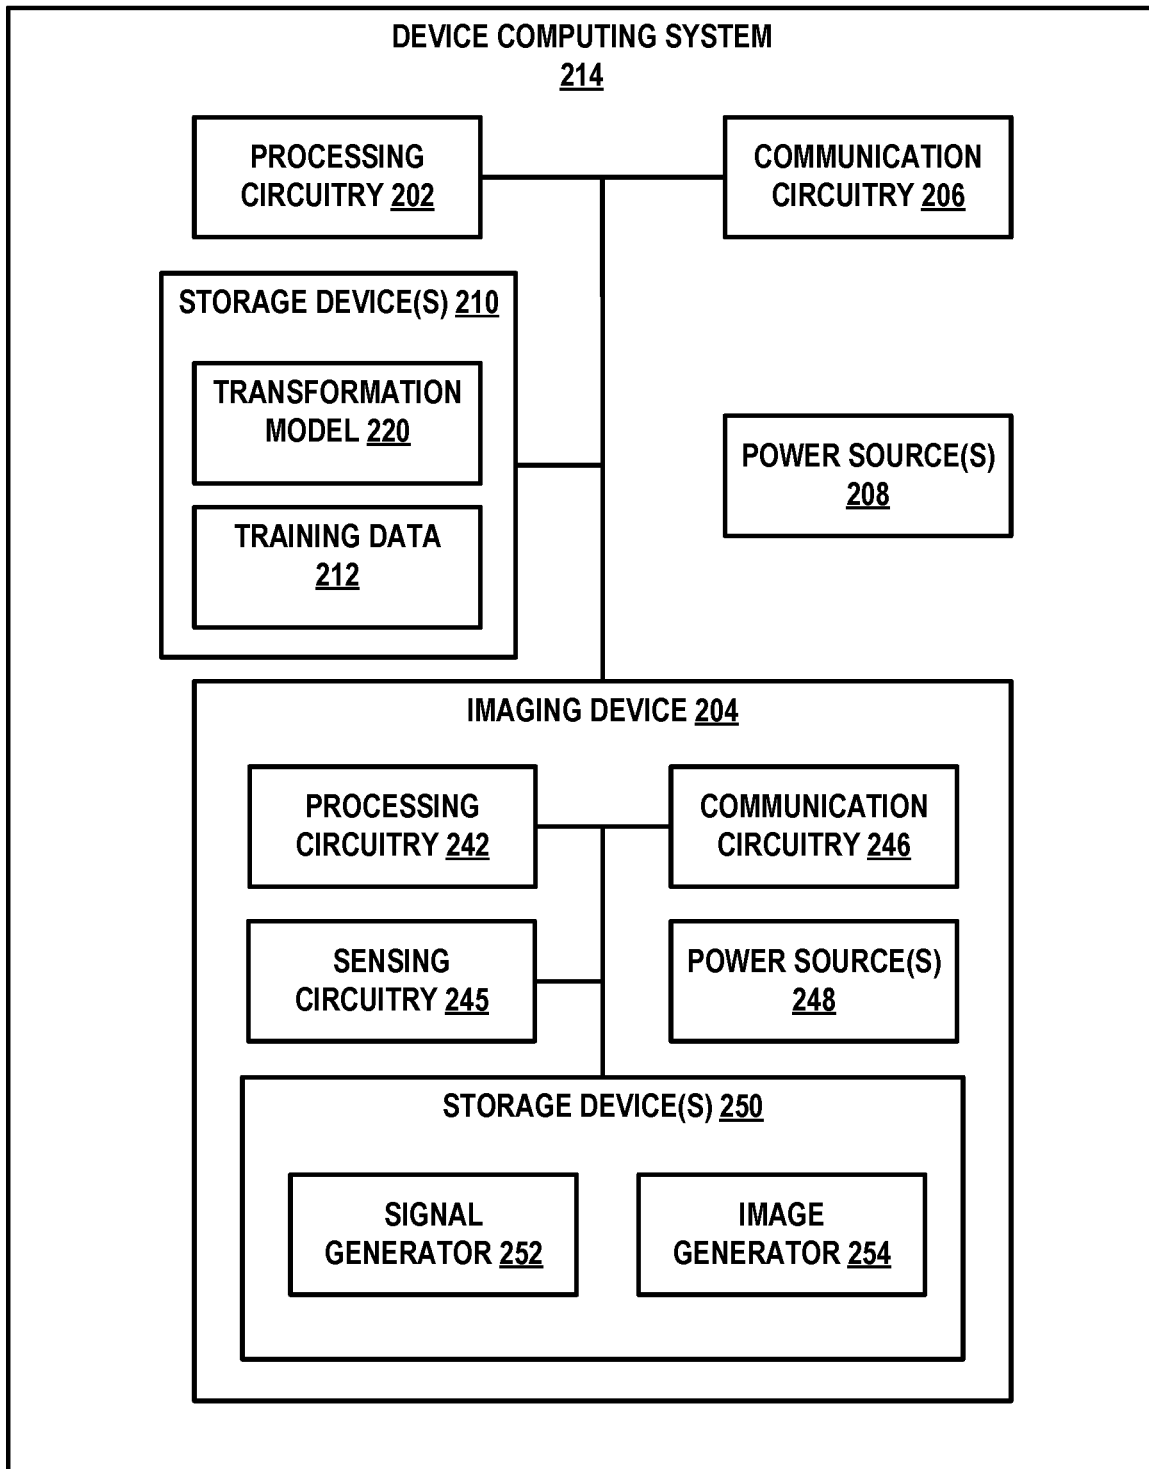 DEVICE COMPUTING SYSTEM
214
PROCESSING
CIRCUITRY 202
COMMUNICATION
CIRCUITRY 206
STORAGE DEVICE(S) 210
TRANSFORMATION
MODEL 220
TRAINING DATA
212
POWER SOURCE(S)
208
IMAGING DEVICE 204
PROCESSING
CIRCUITRY 242
COMMUNICATION
CIRCUITRY 246
SENSING
CIRCUITRY 245
POWER SOURCE(S)
248
STORAGE DEVICE(S) 250
SIGNAL
GENERATOR 252
IMAGE
GENERATOR 254